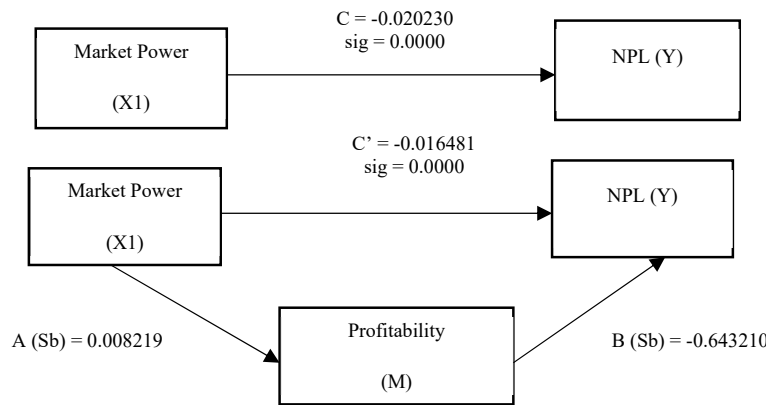 C = -0.020230
sig = 0.0000
Market Power
(X1)
NPL (Y)
C’ = -0.016481
sig = 0.0000
Market Power
(X1)
NPL (Y)
A (Sb) = 0.008219
Profitability
(M)
B (Sb) = -0.643210